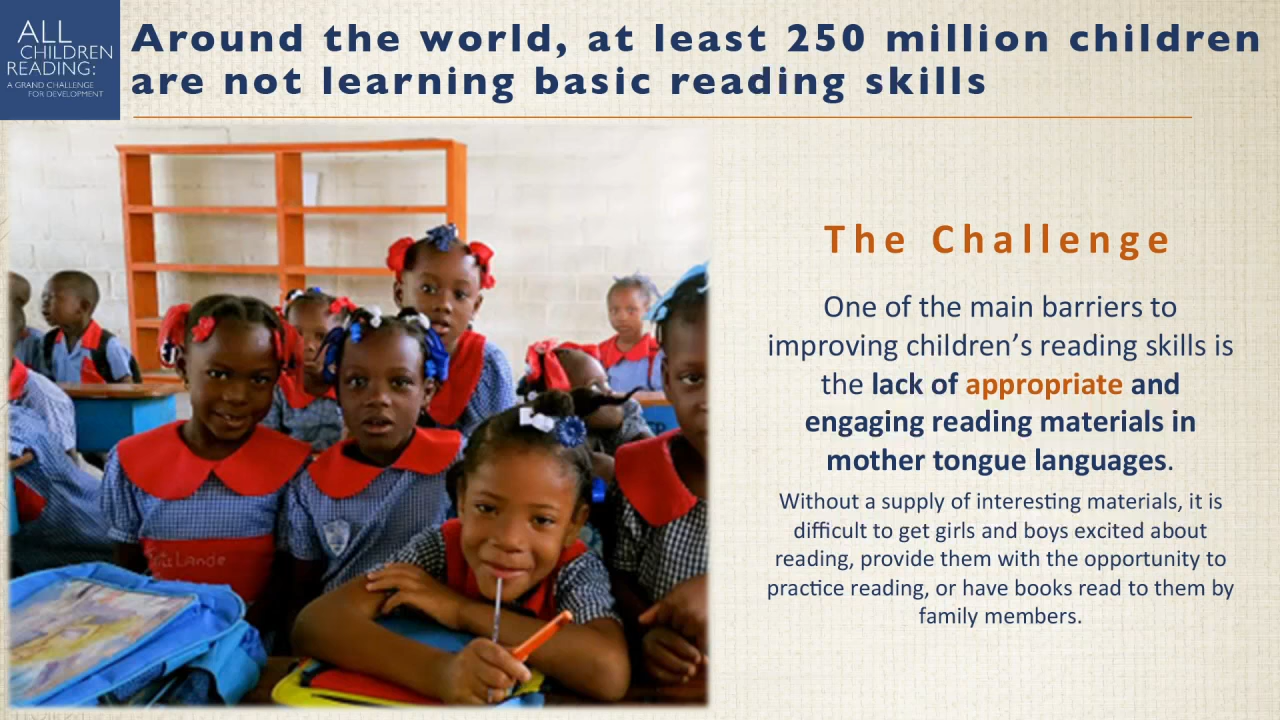 ALL
CHILDREN
READING:
A GRAND CHALLENGE
FOR DEVELOPMENT
Around the world, at least 250 million children
are not learning basic reading skills
The Challenge
One of the main barriers to
improving children’s reading skills is
the lack of appropriate and
engaging reading materials in
mother tongue languages.
Without a supply of interesting materials, it is
difficult to get girls and boys excited about
reading, provide them with the opportunity to
practice reading, or have books read to them by
family members.